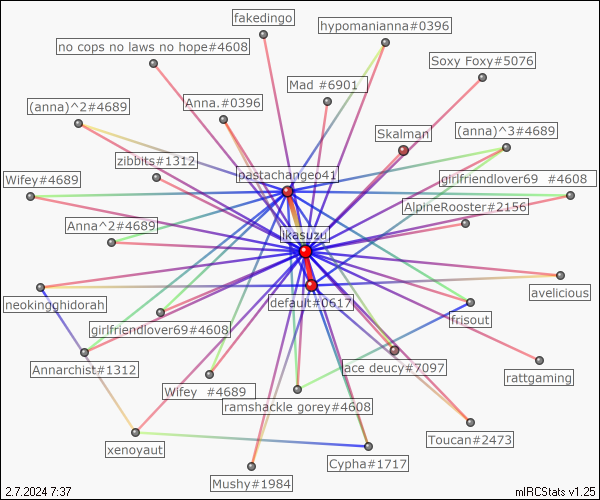 fakedingo
hypomanianna#0396
no cops no laws no hope#4608
Soxy Foxy#5076
Mad #6901
(anna)^2#4689
Anna.#0396
Skalman
(anna)^3#4689
zibbits#1312
pastachangeo41
Wifey#4689
girlfriendlover69 #4608
AlpineRooster#2156
Anna^2#4689
ikasuzu
default#0617
neokingghidorah
avelicious
frisout
girlfriendlover69#4608
Annarchist#1312
ace deucy#7097
rattgaming
Wifey #4689
ramshackle gorey#4608
xenoyaut
Toucan#2473
Cypha#1717
Mushy#1984
2.7.2024 7:37
mIRCStats v1.25